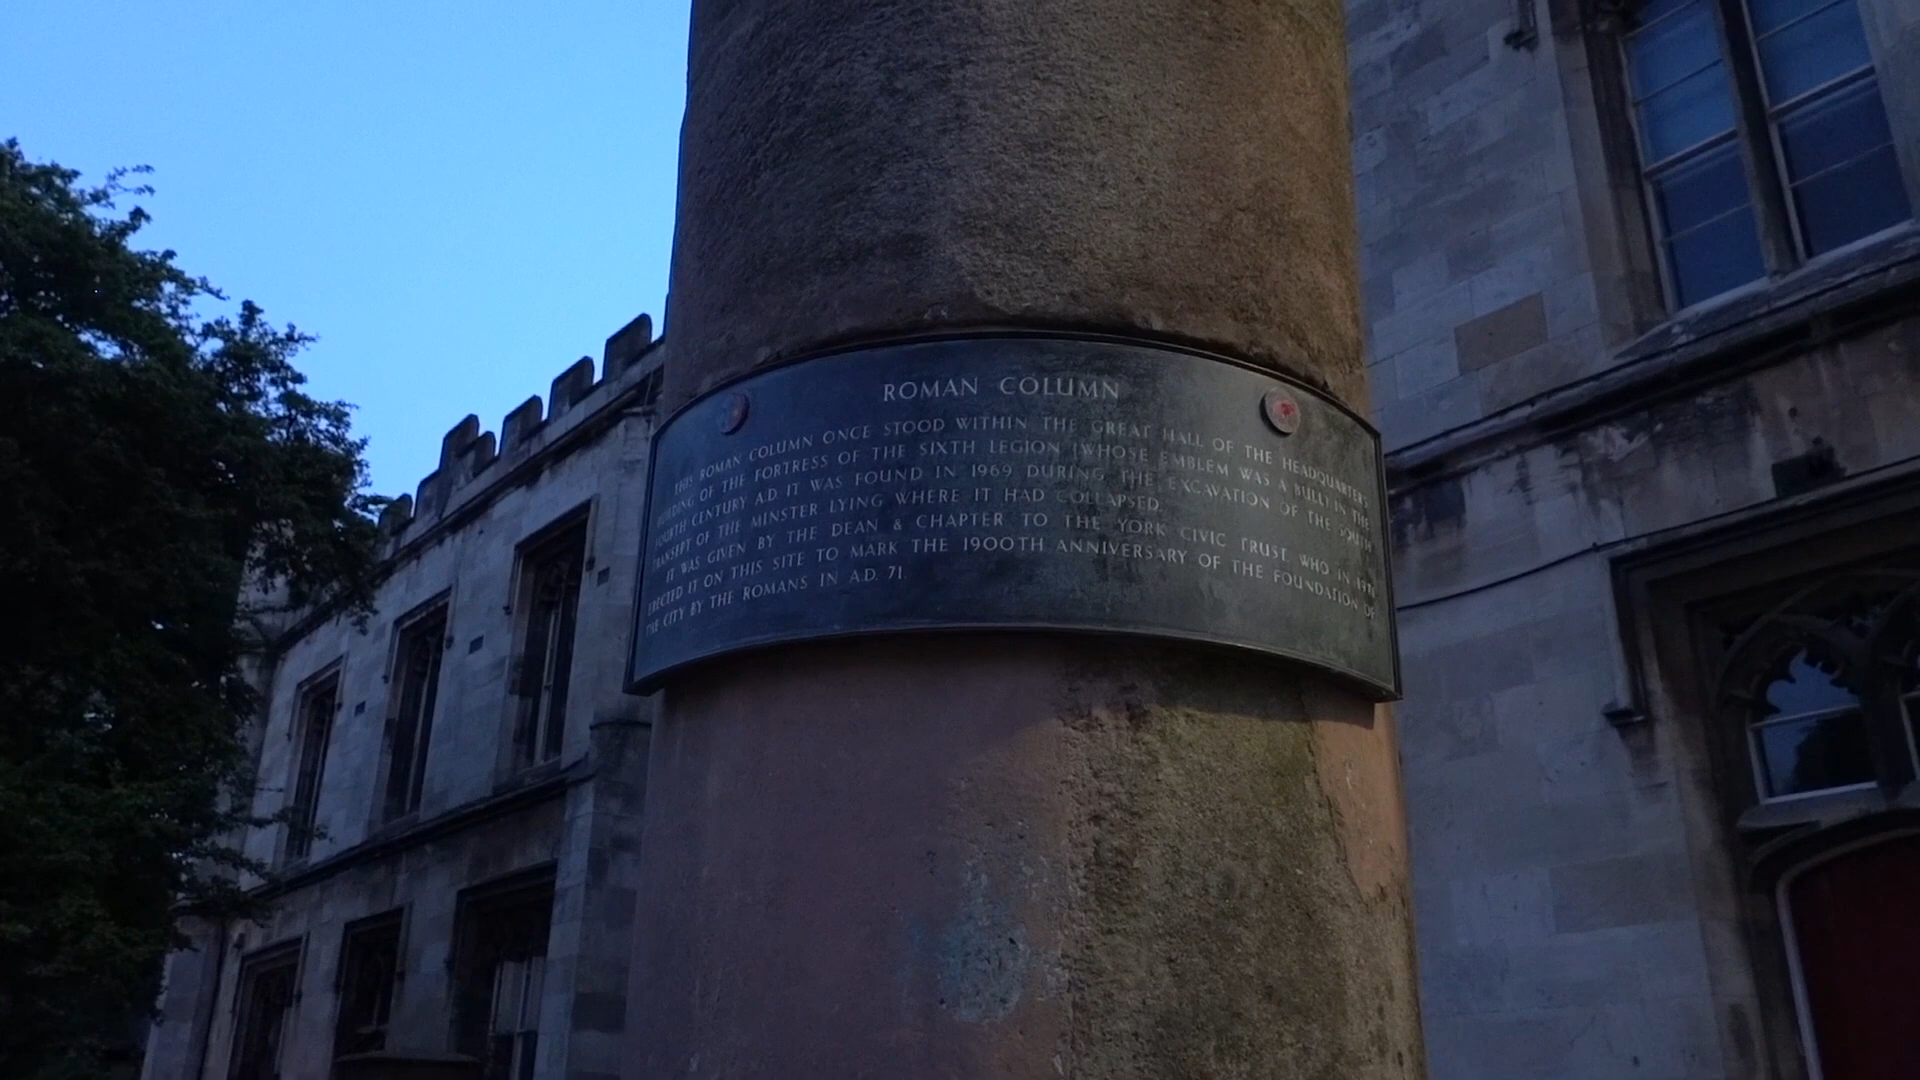 ROMAN COLUMN
THIS ROMAN COLUMN ONCE STOOD WITHIN THE GREAT HALL OF THE HEADQUARTERS
BUILDING OF THE FORTRESS OF THE SIXTH LEGION (WHOSE EMBLEM WAS A BULL) IN THE
FOURTH CENTURY A.D. IT WAS FOUND IN 1969 DURING THE EXCAVATION OF THE SOUTH
TRANSEPT OF THE MINSTER LYING WHERE IT HAD COLLAPSED.
IT WAS GIVEN BY THE DEAN & CHAPTER TO THE YORK CIVIC TRUST WHO IN 1971
ERECTED IT ON THIS SITE TO MARK THE 1900TH ANNIVERSARY OF THE FOUNDATION OF
THE CITY BY THE ROMANS IN A.D. 71.